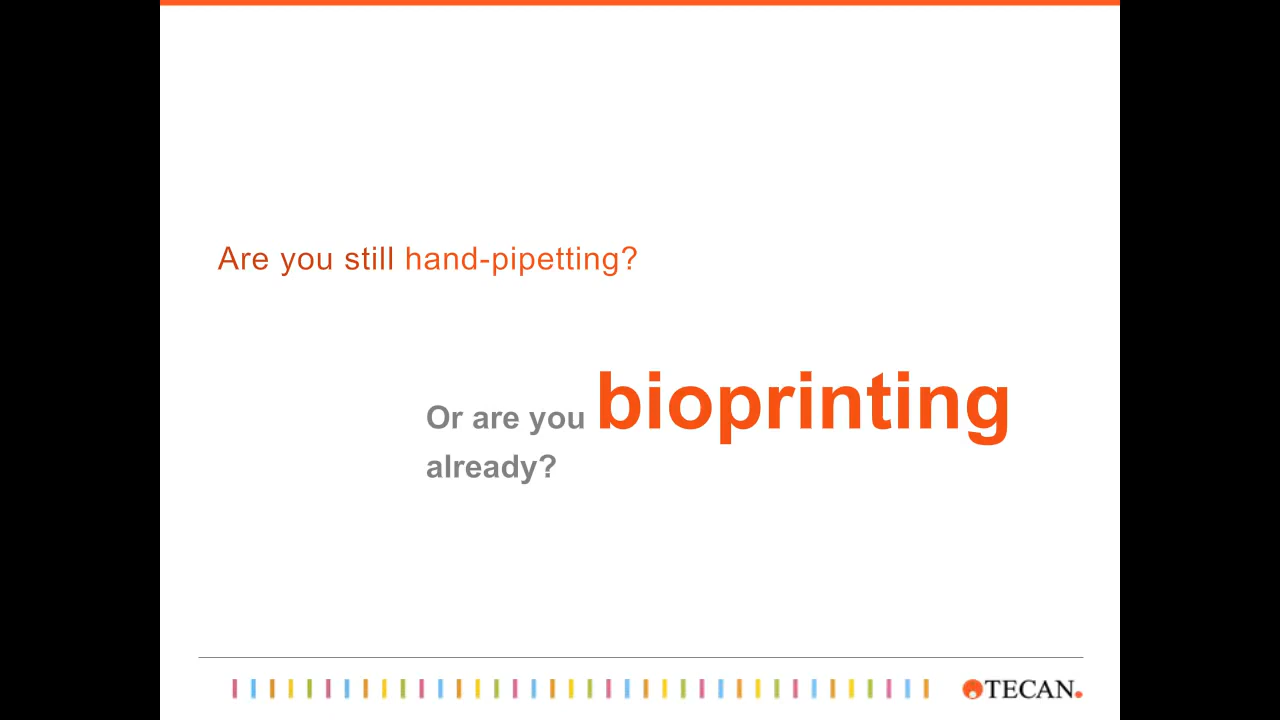 Are you still hand-pipetting?
Or are you bioprinting
already?
TECAN.